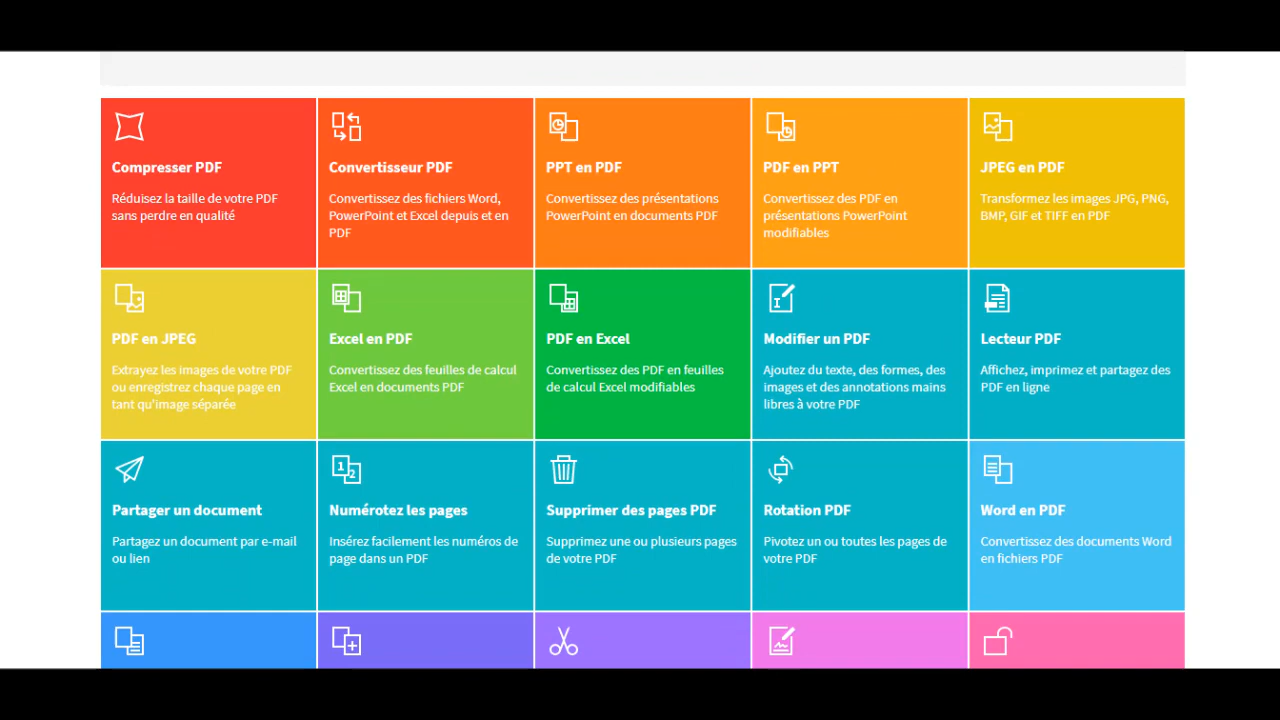 Compresser PDF
Réduisez la taille de votre PDF
sans perdre en qualité
Convertisseur PDF
Convertissez des fichiers Word,
PowerPoint et Excel depuis et en
PDF
PPT en PDF
Convertissez des présentations
PowerPoint en documents PDF
PDF en PPT
Convertissez des PDF en
présentations PowerPoint
modifiables
JPEG en PDF
Transformez les images JPG, PNG,
BMP, GIF et TIFF en PDF
PDF en JPEG
Extrayez les images de votre PDF
ou enregistrez chaque page en
tant qu'image séparée
Excel en PDF
Convertissez des feuilles de calcul
Excel en documents PDF
PDF en Excel
Convertissez des PDF en feuilles
de calcul Excel modifiables
Modifier un PDF
Ajoutez du texte, des formes, des
images et des annotations mains
libres à votre PDF
Lecteur PDF
Affichez, imprimez et partagez des
PDF en ligne
Partager un document
Partagez un document par e-mail
ou lien
1 2
Numérotez les pages
Insérez facilement les numéros de
page dans un PDF
Supprimer des pages PDF
Supprimez une ou plusieurs pages
de votre PDF
Rotation PDF
Pivotez un ou toutes les pages de
votre PDF
Word en PDF
Convertissez des documents Word
en fichiers PDF